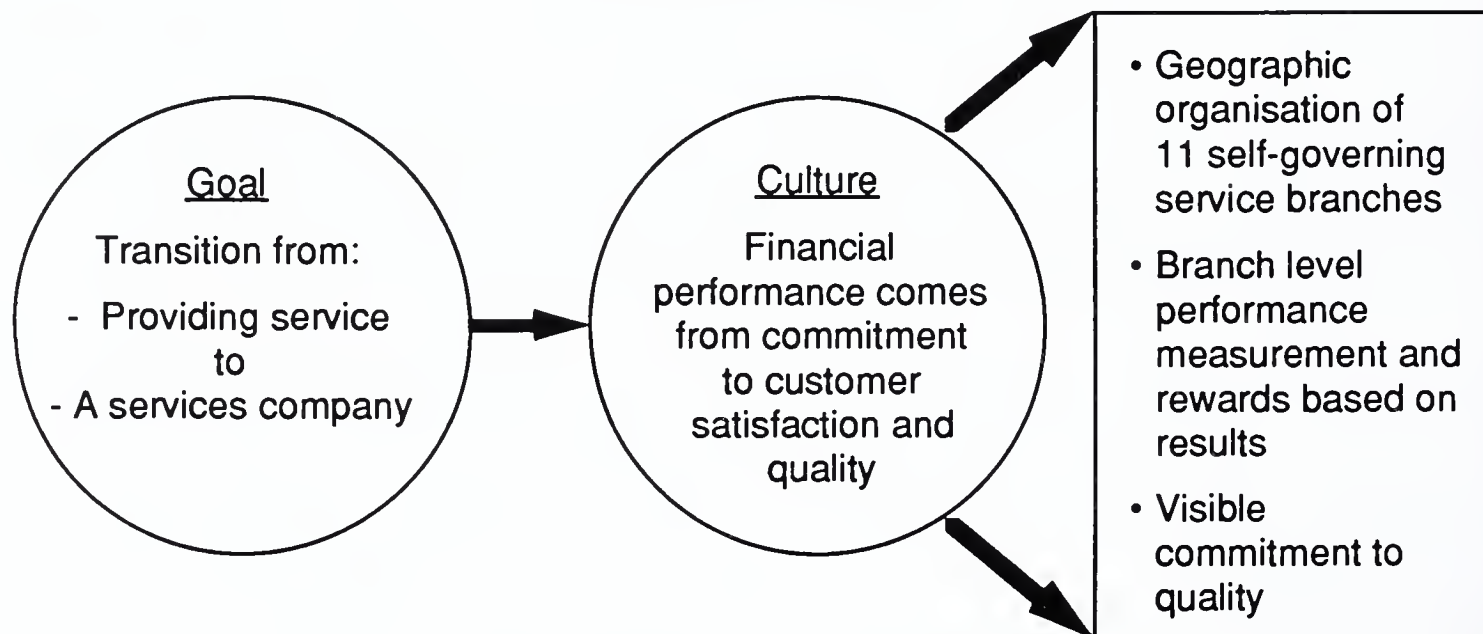 Goal
Transition from:
- Providing service
to
- A services company
Culture
Financial
performance comes
from commitment
to customer
satisfaction and
quality
• Geographic
organisation of
11 self-governing
service branches
• Branch level
performance
measurement and
rewards based on
results
• Visible
commitment to
quality